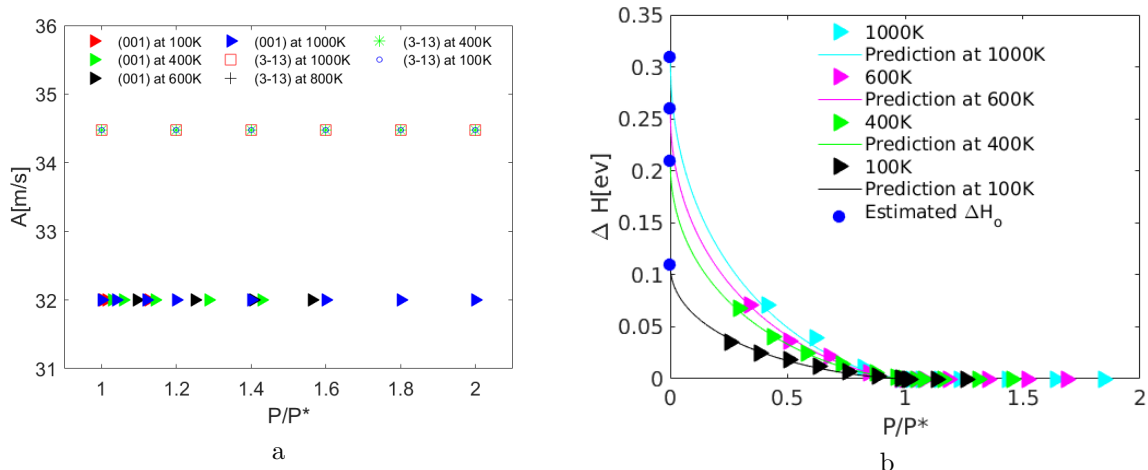 36
35
34
33
32
31
A[m/s]
(001) at 100K
(001) at 400K
(001) at 600K
(001) at 1000K
(3-13) at 1000K
(3-13) at 800K
(3-13) at 400K
(3-13) at 100K
1 1.2 1.4 1.6 1.8 2
P/P*
a
0.35
0.3
0.25
0.2
0.15
0.1
0.05
0
Δ H[ev]
1000K
Prediction at 1000K
600K
Prediction at 600K
400K
Prediction at 400K
100K
Prediction at 100K
Estimated ΔHₒ
0 0.5 1 1.5 2
P/P*
b